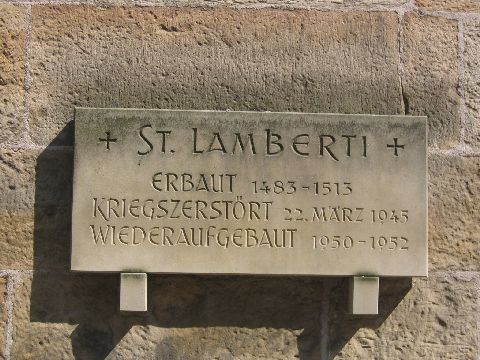 + ST. LAMBERTI +
ERBAUT 1483-1513
KRIEGSZERSTÖRT 22. MÄRZ 1945
WIEDERAUFGEBAUT 1950-1952